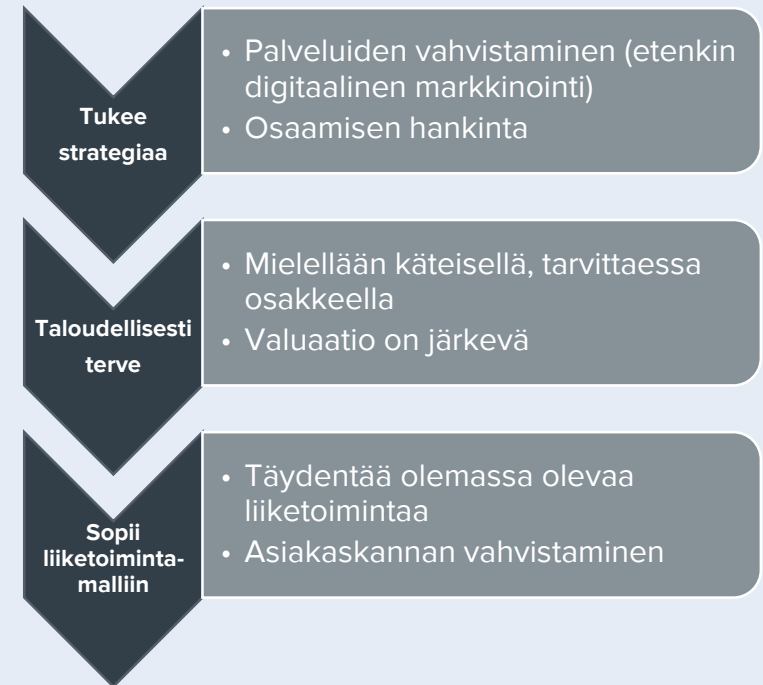 Tukee
strategiaa
• Palveluiden vahvistaminen (etenkin
digitaalinen markkinointi)
• Osaamisen hankinta
Taloudellisesti
terve
• Mielellään käteisellä, tarvittaessa
osakkeella
• Valuaatio on järkevä
Sopii
liiketoiminta-
malliin
• Täydentää olemassa olevaa
liiketoimintaa
• Asiakaskannan vahvistaminen